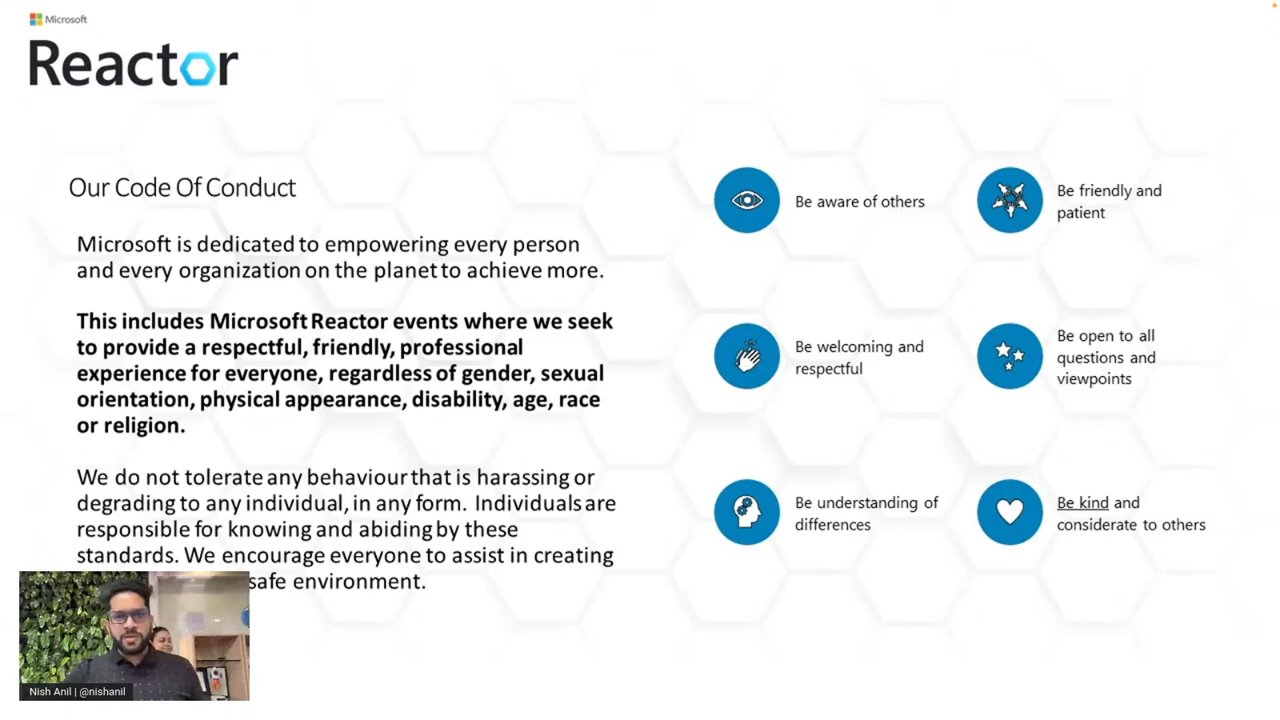 Microsoft
Reactor
Our Code Of Conduct
Microsoft is dedicated to empowering every person
and every organization on the planet to achieve more.
This includes Microsoft Reactor events where we seek
to provide a respectful, friendly, professional
experience for everyone, regardless of gender, sexual
orientation, physical appearance, disability, age, race
or religion.
We do not tolerate any behaviour that is harassing or
degrading to any individual, in any form. Individuals are
responsible for knowing and abiding by these
standards. We encourage everyone to assist in creating
safe environment.
Be aware of others
Be friendly and
patient
Be welcoming and
respectful
Be open to all
questions and
viewpoints
Be understanding of
differences
Be kind and
considerate to others
Nish Anil | @nishanil